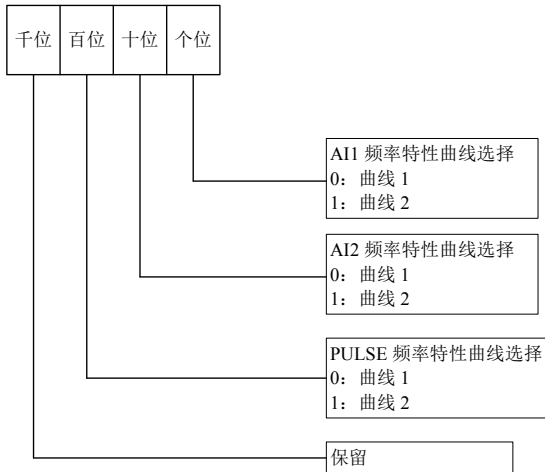 千位 百位 十位 个位
AI1 频率特性曲线选择
0：曲线 1
1：曲线 2
AI2 频率特性曲线选择
0：曲线 1
1：曲线 2
PULSE 频率特性曲线选择
0：曲线 1
1：曲线 2
保留